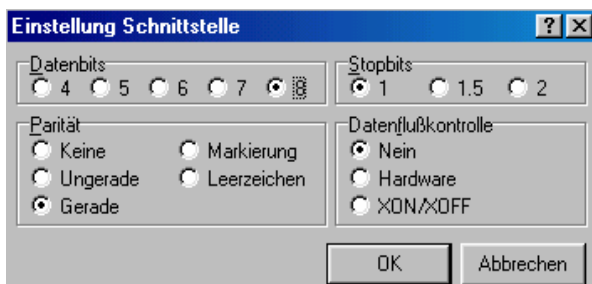 Einstellung Schnittstelle
Datenbits
4 5 6 7 8
Stopbits
1 1.5 2
Parität
Keine Markierung
Ungerade Leerzeichen
Gerade
Datenflußkontrolle
Nein
Hardware
XON/XOFF
OK Abbrechen